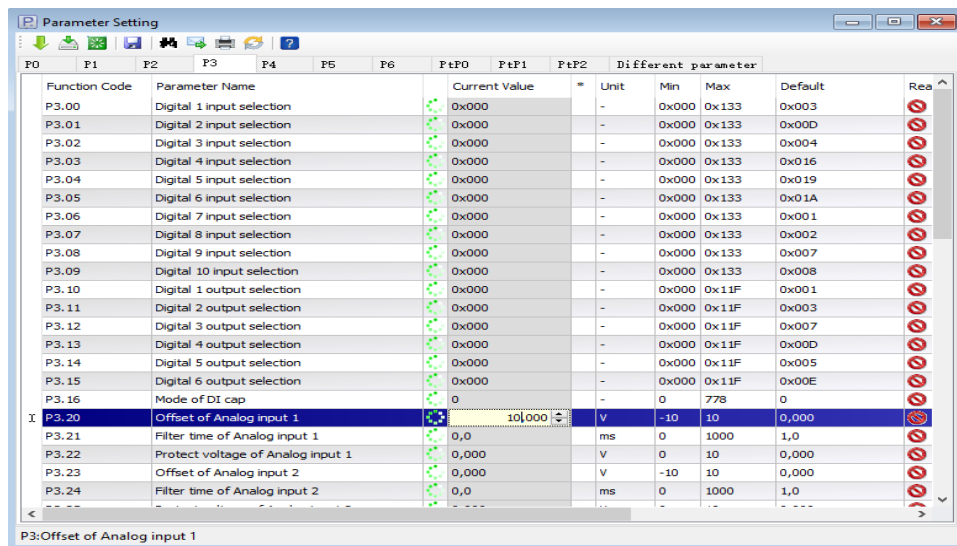 Parameter Setting
P0 P1 P2 P3 P4 P5 P6 PtP0 PtP1 PtP2 Different parameter
Function Code Parameter Name Current Value * Unit Min Max Default Rea
P3.00 Digital 1 input selection 0x000 - 0x000 0x133 0x003
P3.01 Digital 2 input selection 0x000 - 0x000 0x133 0x00D
P3.02 Digital 3 input selection 0x000 - 0x000 0x133 0x004
P3.03 Digital 4 input selection 0x000 - 0x000 0x133 0x016
P3.04 Digital 5 input selection 0x000 - 0x000 0x133 0x019
P3.05 Digital 6 input selection 0x000 - 0x000 0x133 0x01A
P3.06 Digital 7 input selection 0x000 - 0x000 0x133 0x001
P3.07 Digital 8 input selection 0x000 - 0x000 0x133 0x002
P3.08 Digital 9 input selection 0x000 - 0x000 0x133 0x007
P3.09 Digital 10 input selection 0x000 - 0x000 0x133 0x008
P3.10 Digital 1 output selection 0x000 - 0x000 0x11F 0x001
P3.11 Digital 2 output selection 0x000 - 0x000 0x11F 0x003
P3.12 Digital 3 output selection 0x000 - 0x000 0x11F 0x007
P3.13 Digital 4 output selection 0x000 - 0x000 0x11F 0x00D
P3.14 Digital 5 output selection 0x000 - 0x000 0x11F 0x005
P3.15 Digital 6 output selection 0x000 - 0x000 0x11F 0x00E
P3.16 Mode of DI cap 0 - 0 778 0
P3.20 Offset of Analog input 1 10,000 V -10 10 0,000
P3.21 Filter time of Analog input 1 0,0 ms 0 1000 1,0
P3.22 Protect voltage of Analog input 1 0,000 V 0 10 0,000
P3.23 Offset of Analog input 2 0,000 V -10 10 0,000
P3.24 Filter time of Analog input 2 0,0 ms 0 1000 1,0
P3:Offset of Analog input 1